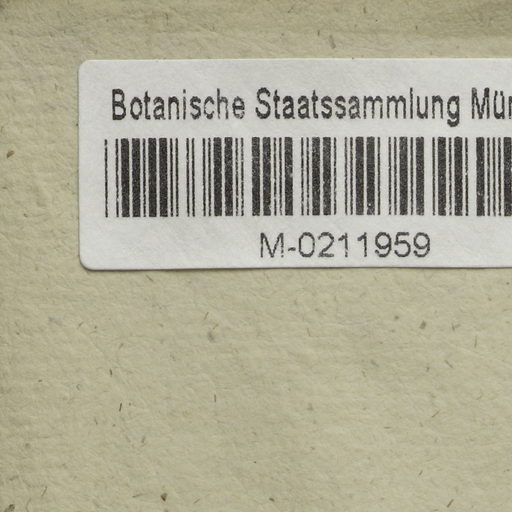 Botanische Staatssammlung Mün
M-0211959